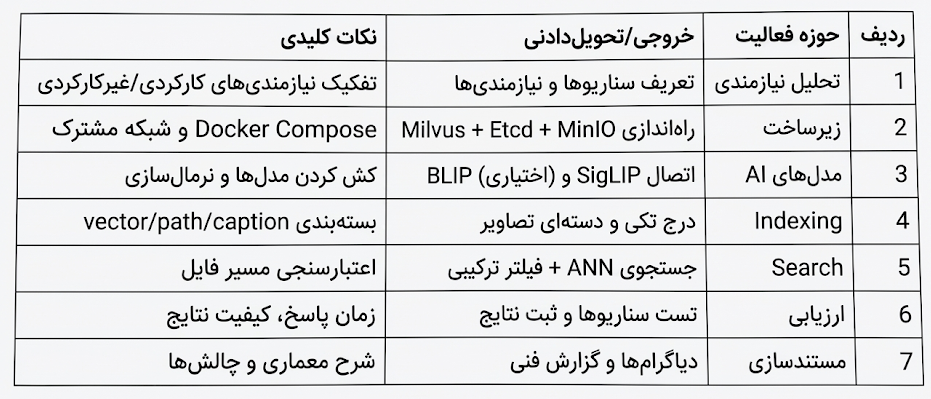 ردیف حوزه فعالیت خروجی/تحویل‌دادنی نکات کلیدی
1 تحلیل نیازمندی تعریف سناریوها و نیازمندی‌ها تفکیک نیازمندی‌های کارکردی/غیرکارکردی
2 زیرساخت راه‌اندازی Milvus + Etcd + MinIO Docker Compose و شبکه مشترک
3 مدل‌های AI اتصال SigLIP و (اختیاری) BLIP کش کردن مدل‌ها و نرمال‌سازی
4 Indexing درج تکی و دسته‌ای تصاویر بسته‌بندی vector/path/caption
5 Search جستجوی ANN + فیلتر ترکیبی اعتبارسنجی مسیر فایل
6 ارزیابی تست سناریوها و ثبت نتایج زمان پاسخ، کیفیت نتایج
7 مستندسازی دیاگرام‌ها و گزارش فنی شرح معماری و چالش‌ها